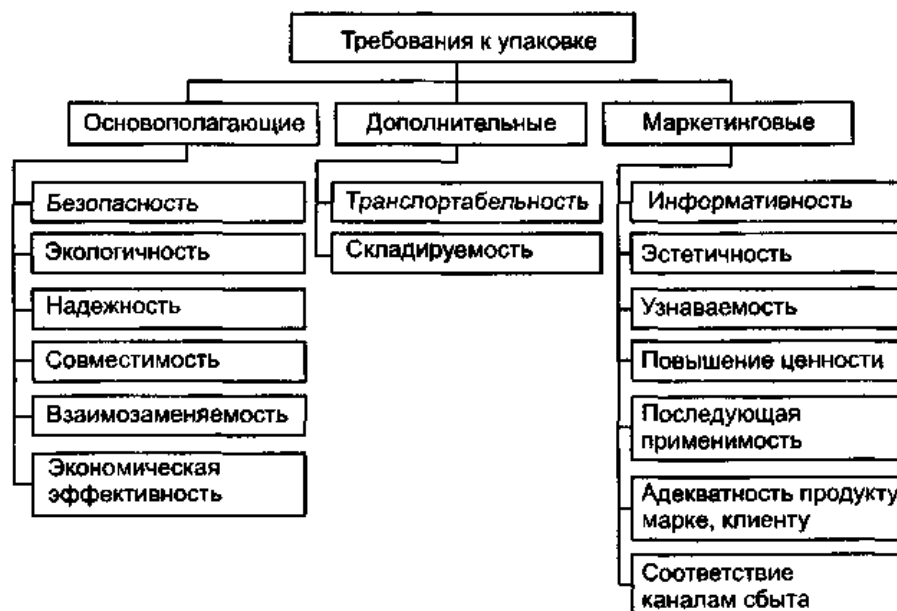 Требования к упаковке
Основополагающие
Дополнительные
Маркетинговые
Безопасность
Экологичность
Надежность
Совместимость
Взаимозаменяемость
Экономическая
эффективность
Транспортабельность
Складируемость
Информативность
Эстетичность
Узнаваемость
Повышение ценности
Последующая
применимость
Адекватность продукту,
марке, клиенту
Соответствие
каналам сбыта